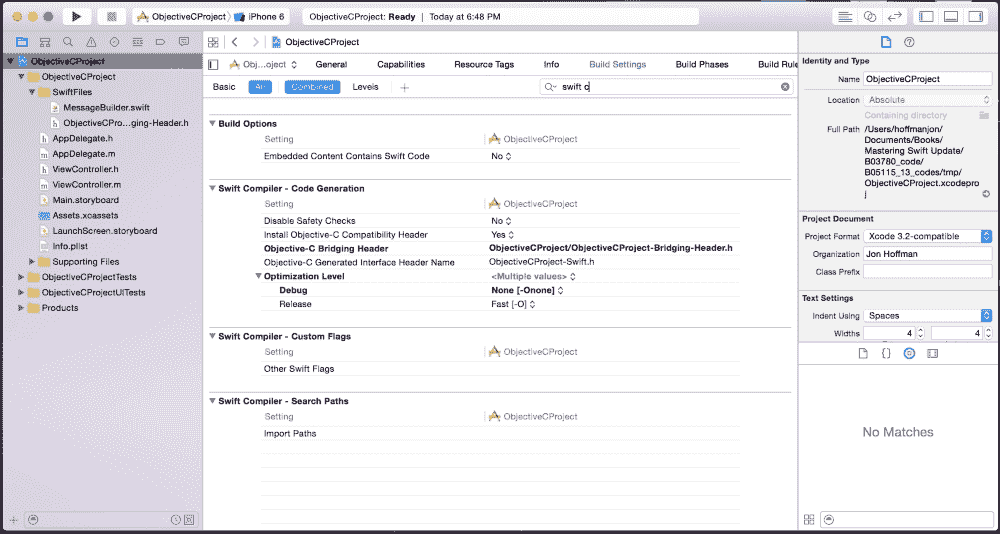 ObjectiveCProject
iPhone 6
ObjectiveCProject: Ready | Today at 6:48 PM
ObjectiveCProject
ObjectiveCProject
SwiftFiles
MessageBuilder.swift
ObjectiveCPro...ging-Header.h
AppDelegate.h
AppDelegate.m
ViewController.h
ViewController.m
Main.storyboard
Assets.xcassets
LaunchScreen.storyboard
Info.plist
Supporting Files
ObjectiveCProjectTests
ObjectiveCProjectUITests
Products
ObjectiveCProject
Obj...oject
General
Capabilities
Resource Tags
Info
Build Settings
Build Phases
Build Rule
Basic
All
Combined
Levels
swift c
Build Options
Setting
ObjectiveCProject
Embedded Content Contains Swift Code
No
Swift Compiler - Code Generation
Setting
ObjectiveCProject
Disable Safety Checks
No
Install Objective-C Compatibility Header
Yes
Objective-C Bridging Header
ObjectiveCProject/ObjectiveCProject-Bridging-Header.h
Objective-C Generated Interface Header Name
ObjectiveCProject-Swift.h
Optimization Level
<Multiple values>
Debug
None [-Onone]
Release
Fast [-O]
Swift Compiler - Custom Flags
Setting
ObjectiveCProject
Other Swift Flags
Swift Compiler - Search Paths
Setting
ObjectiveCProject
Import Paths
Identity and Type
Name
ObjectiveCProject
Location
Absolute
Containing directory
Full Path
/Users/hoffmanjon/
Documents/Books/
Mastering Swift Update/
B03780_code/
B05115_13_codes/tmp/
ObjectiveCProject.xcodepro
j
Project Document
Project Format
Xcode 3.2-compatible
Organization
Jon Hoffman
Class Prefix
Text Settings
Indent Using
Spaces
Widths
4
4
No Matches